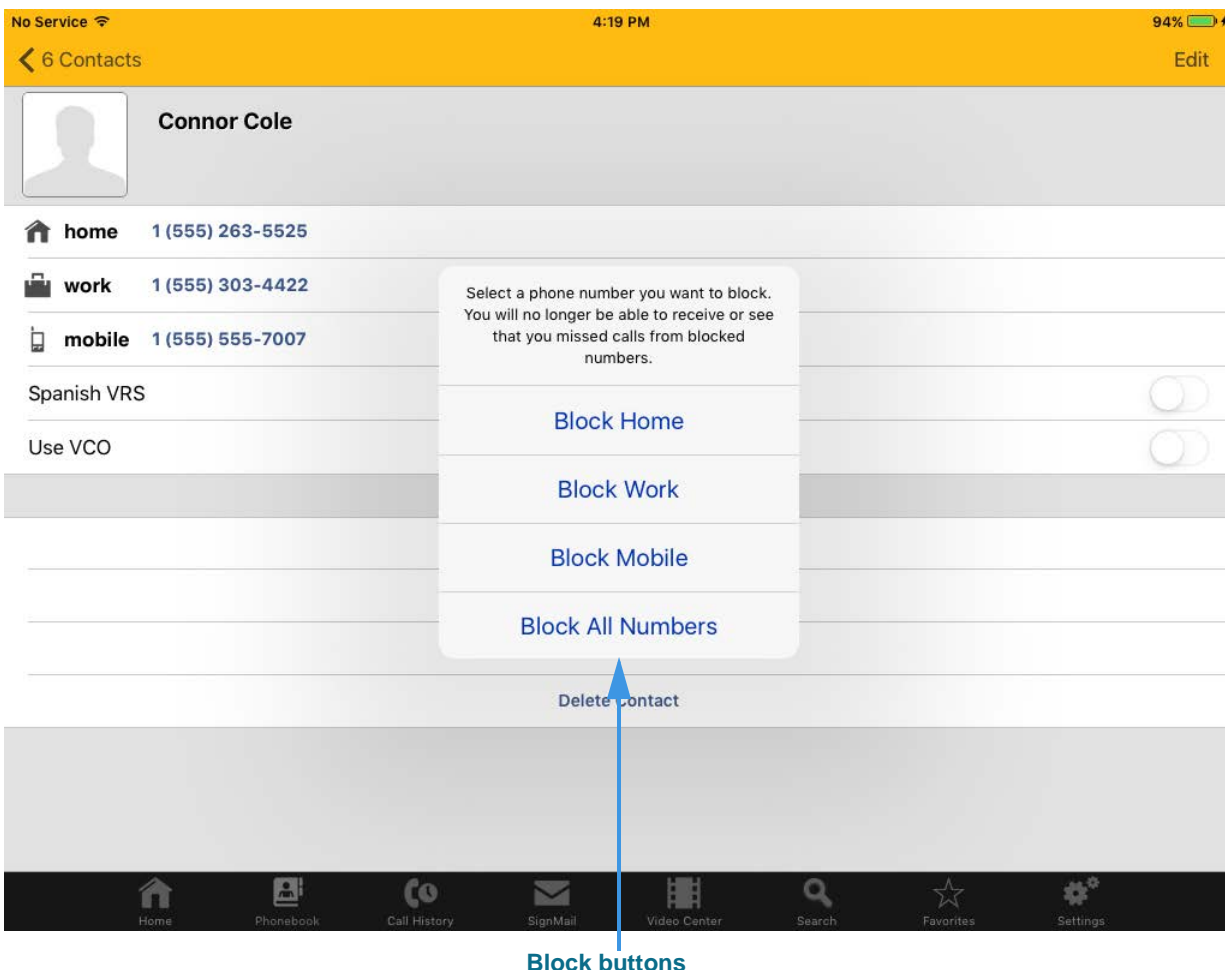 No Service 4:19 PM 94%
6 Contacts Edit
Connor Cole
home 1 (555) 263-5525
work 1 (555) 303-4422
mobile 1 (555) 555-7007
Spanish VRS
Use VCO
Select a phone number you want to block.
You will no longer be able to receive or see
that you missed calls from blocked
numbers.
Block Home
Block Work
Block Mobile
Block All Numbers
Delete Contact
Home Phonebook Call History SignMail Video Center Search Favorites Settings
Block buttons